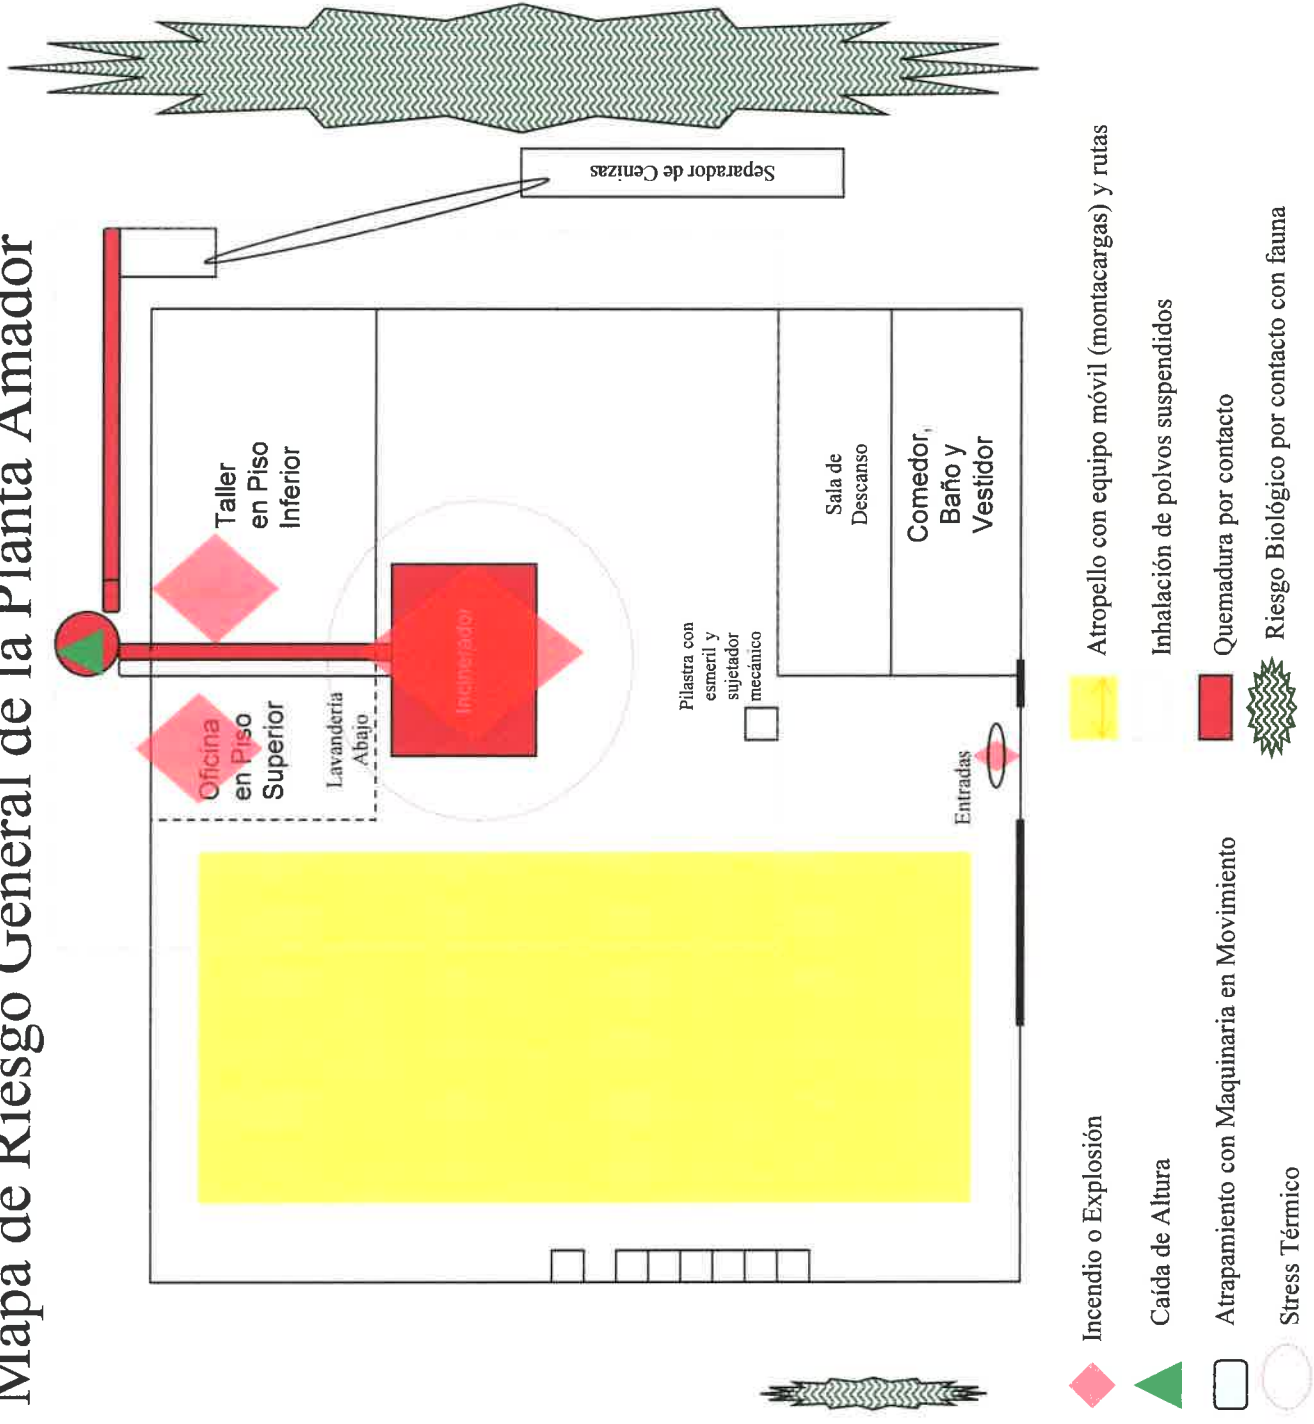 Mapa de Riesgo General de la Planta Amador
Oficina
en Piso
Superior
Lavandería
Abajo
Taller
en Piso
Inferior
Incinerador
Pilastra con
esmeril y
sujetador
mecánico
Sala de
Descanso
Comedor,
Baño y
Vestidor
Entradas
Separador de Cenizas
Incendio o Explosión
Caída de Altura
Atrapamiento con Maquinaria en Movimiento
Stress Térmico
Atropello con equipo móvil (montacargas) y rutas
Inhalación de polvos suspendidos
Quemadura por contacto
Riesgo Biológico por contacto con fauna